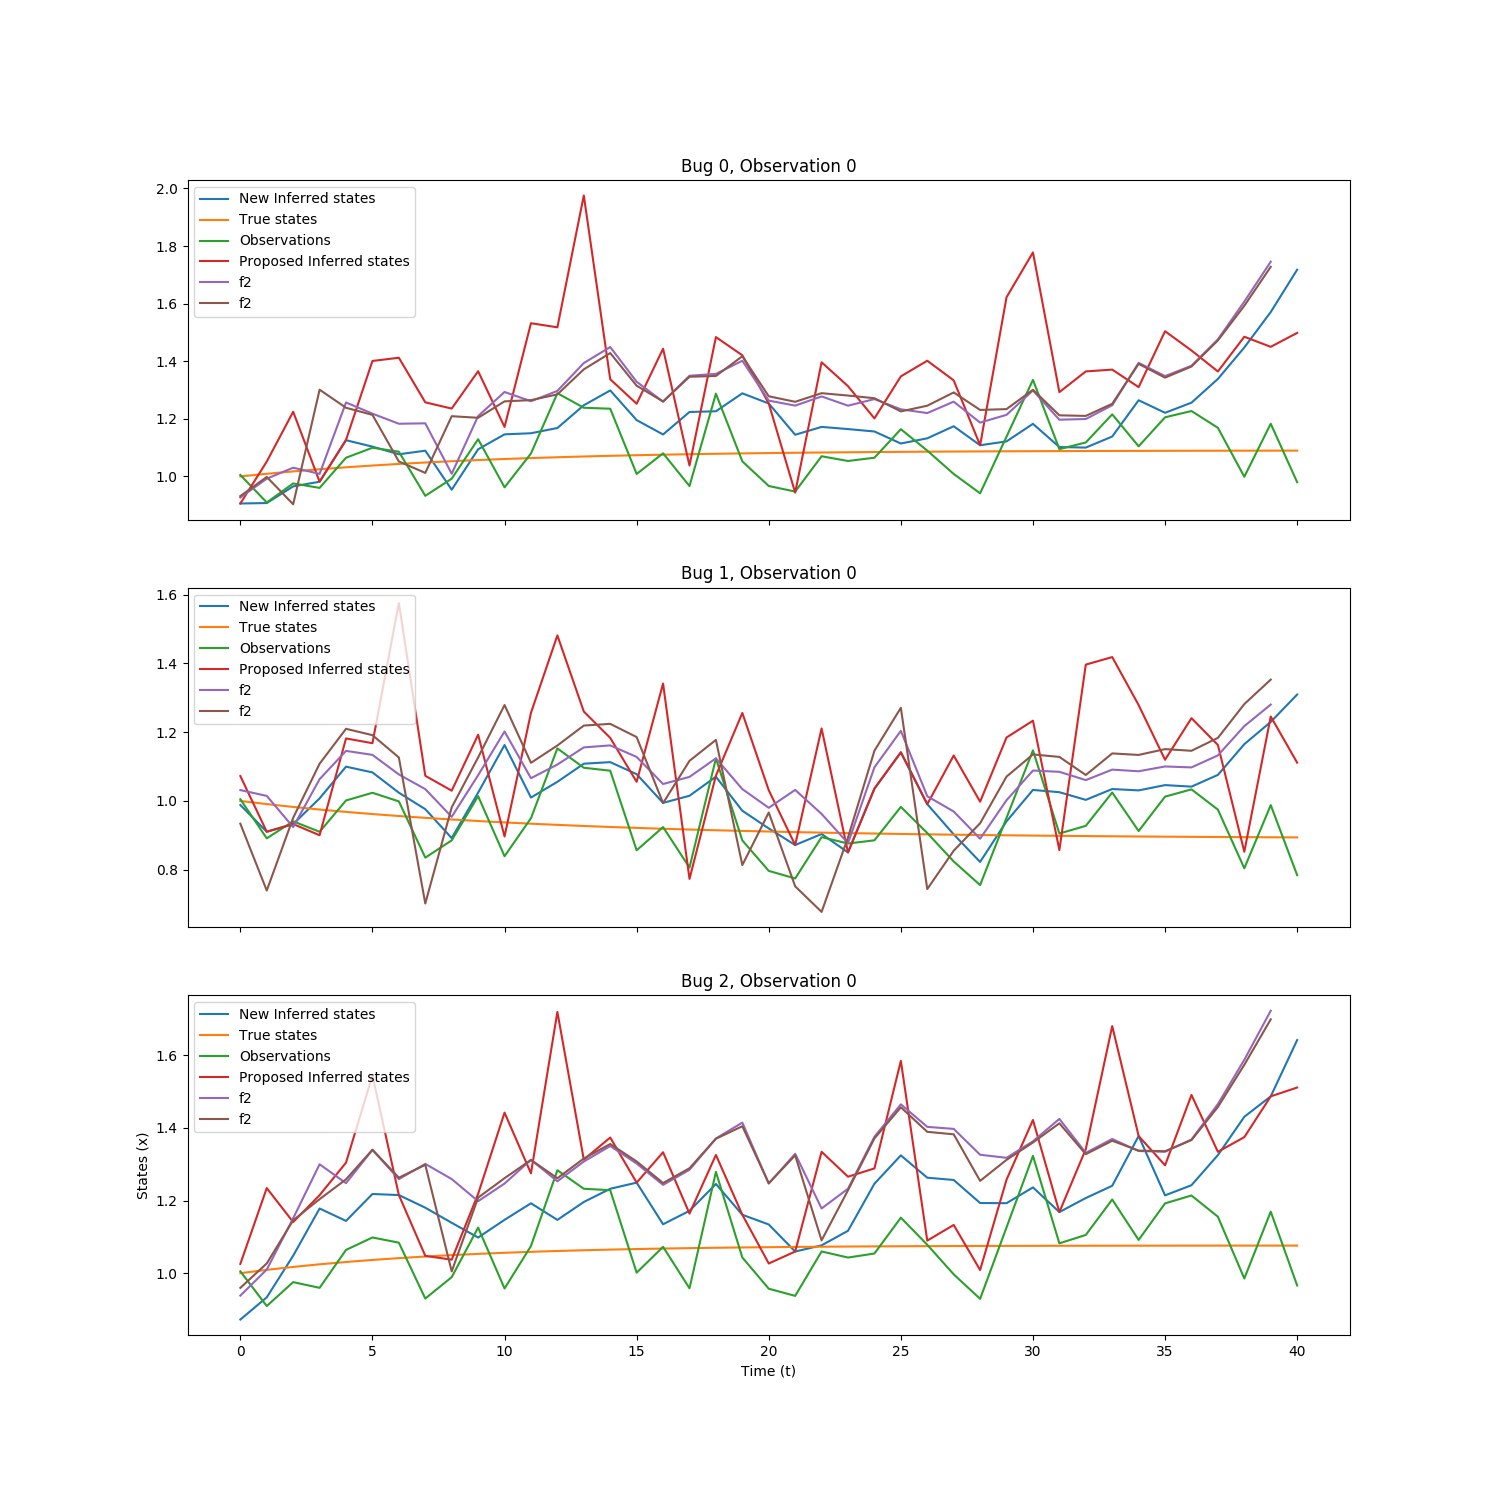 Bug 0, Observation 0
2.0
1.8
1.6
1.4
1.2
1.0
New Inferred states
True states
Observations
Proposed Inferred states
f2
f2
Bug 1, Observation 0
1.6
1.4
1.2
1.0
0.8
New Inferred states
True states
Observations
Proposed Inferred states
f2
f2
Bug 2, Observation 0
1.6
1.4
1.2
1.0
States (x)
New Inferred states
True states
Observations
Proposed Inferred states
f2
f2
0 5 10 15 20 25 30 35 40
Time (t)